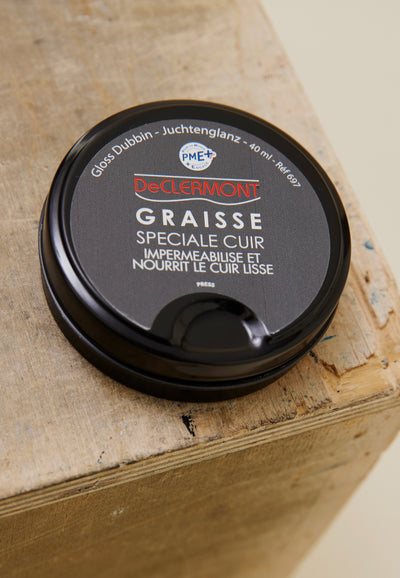 Gloss Dubbin - Juchtenglanz - 40 ml - Réf 697
PME+
DeCLERMONT
GRAISSE
SPECIALE CUIR
IMPERMEABILISE ET
NOURRIT LE CUIR LISSE
PRESS